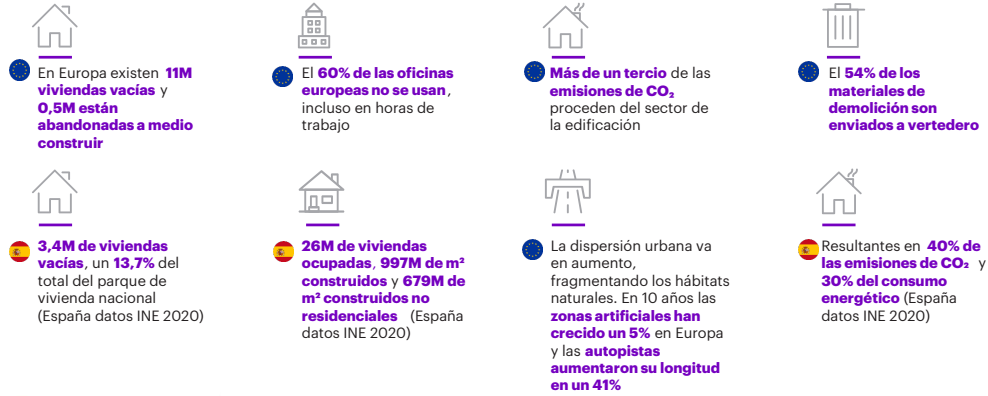 En Europa existen 11M
viviendas vacías y
0,5M están
abandonadas a medio
construir
El 60% de las oficinas
europeas no se usan,
incluso en horas de
trabajo
Más de un tercio de las
emisiones de CO₂
proceden del sector de
la edificación
El 54% de los
materiales de
demolición son
enviados a vertedero
3,4M de viviendas
vacías, un 13,7% del
total del parque de
vivienda nacional
(España datos INE 2020)
26M de viviendas
ocupadas, 997M de m²
construidos y 679M de
m² construidos no
residenciales (España
datos INE 2020)
La dispersión urbana va
en aumento,
fragmentando los hábitats
naturales. En 10 años las
zonas artificiales han
crecido un 5% en Europa
y las autopistas
aumentaron su longitud
en un 41%
Resultantes en 40% de
las emisiones de CO₂ y
30% del consumo
energético (España
datos INE 2020)